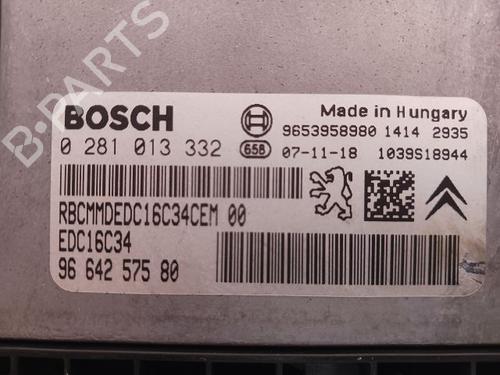 B-PARTS
BOSCH
Made in Hungary
9653958980 1414 2935
0 281 013 332 658 07-11-18 1039S18944
RBCMMDEDC16C34CEM 00
EDC16C34
96 642 575 80